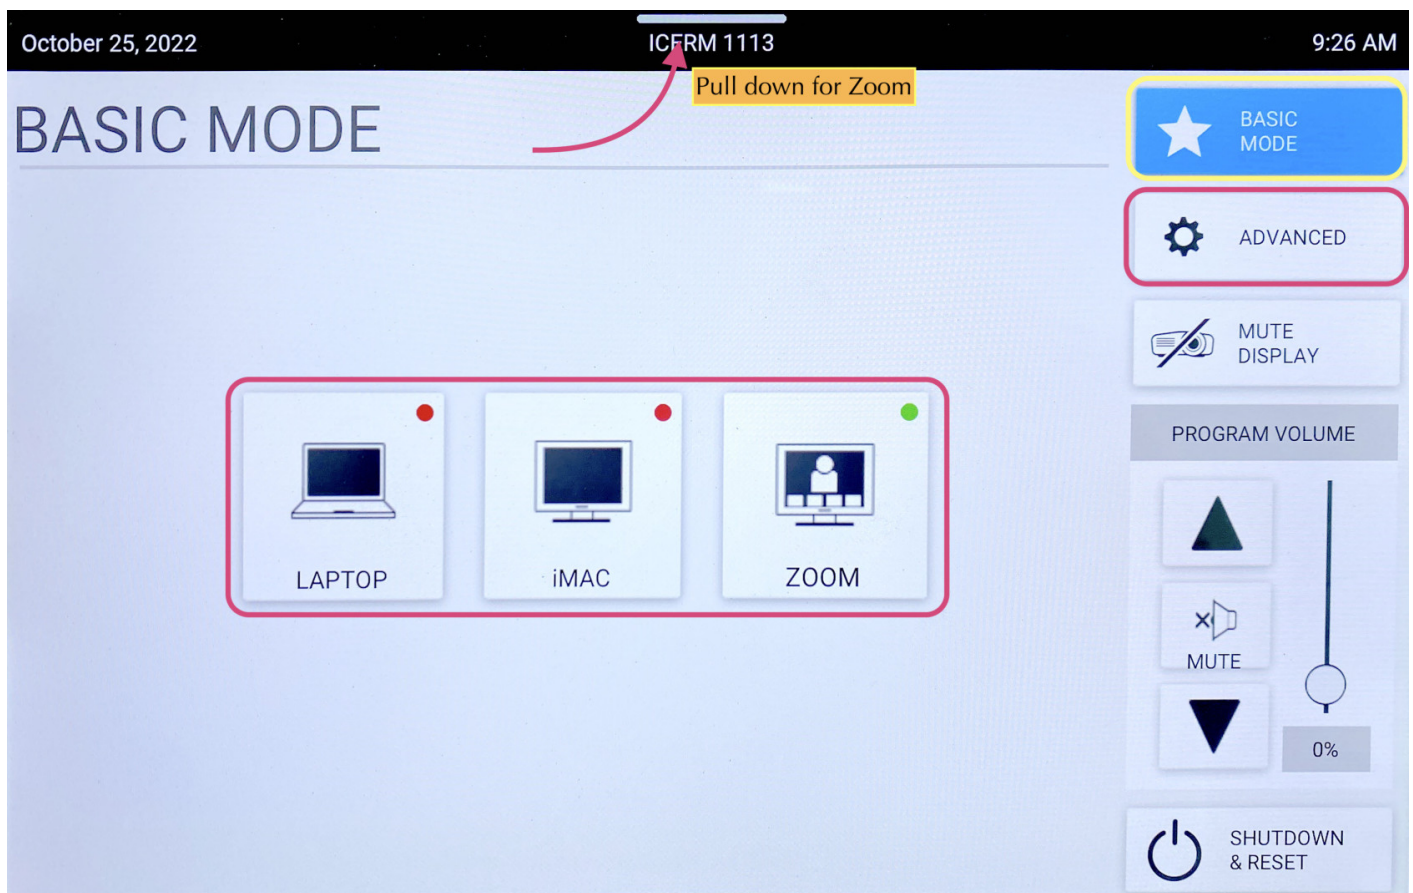 October 25, 2022
ICERM 1113
9:26 AM
Pull down for Zoom
BASIC MODE
BASIC
MODE
ADVANCED
MUTE
DISPLAY
LAPTOP
iMAC
ZOOM
PROGRAM VOLUME
MUTE
0%
SHUTDOWN
& RESET